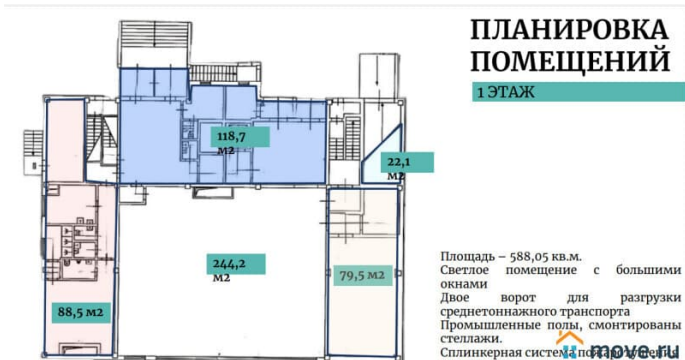 ПЛАНИРОВКА
ПОМЕЩЕНИЙ
1 ЭТАЖ
118,7
м2
22,1
м2
244,2
м2
79,5 м2
88,5 м2
Площадь – 588,05 кв.м.
Светлое помещение с большими
окнами
Двое ворот для разгрузки
среднетоннажного транспорта
Промышленные полы, смонтированы
стеллажи.
Сплинкерная система пожаротушения
move.ru